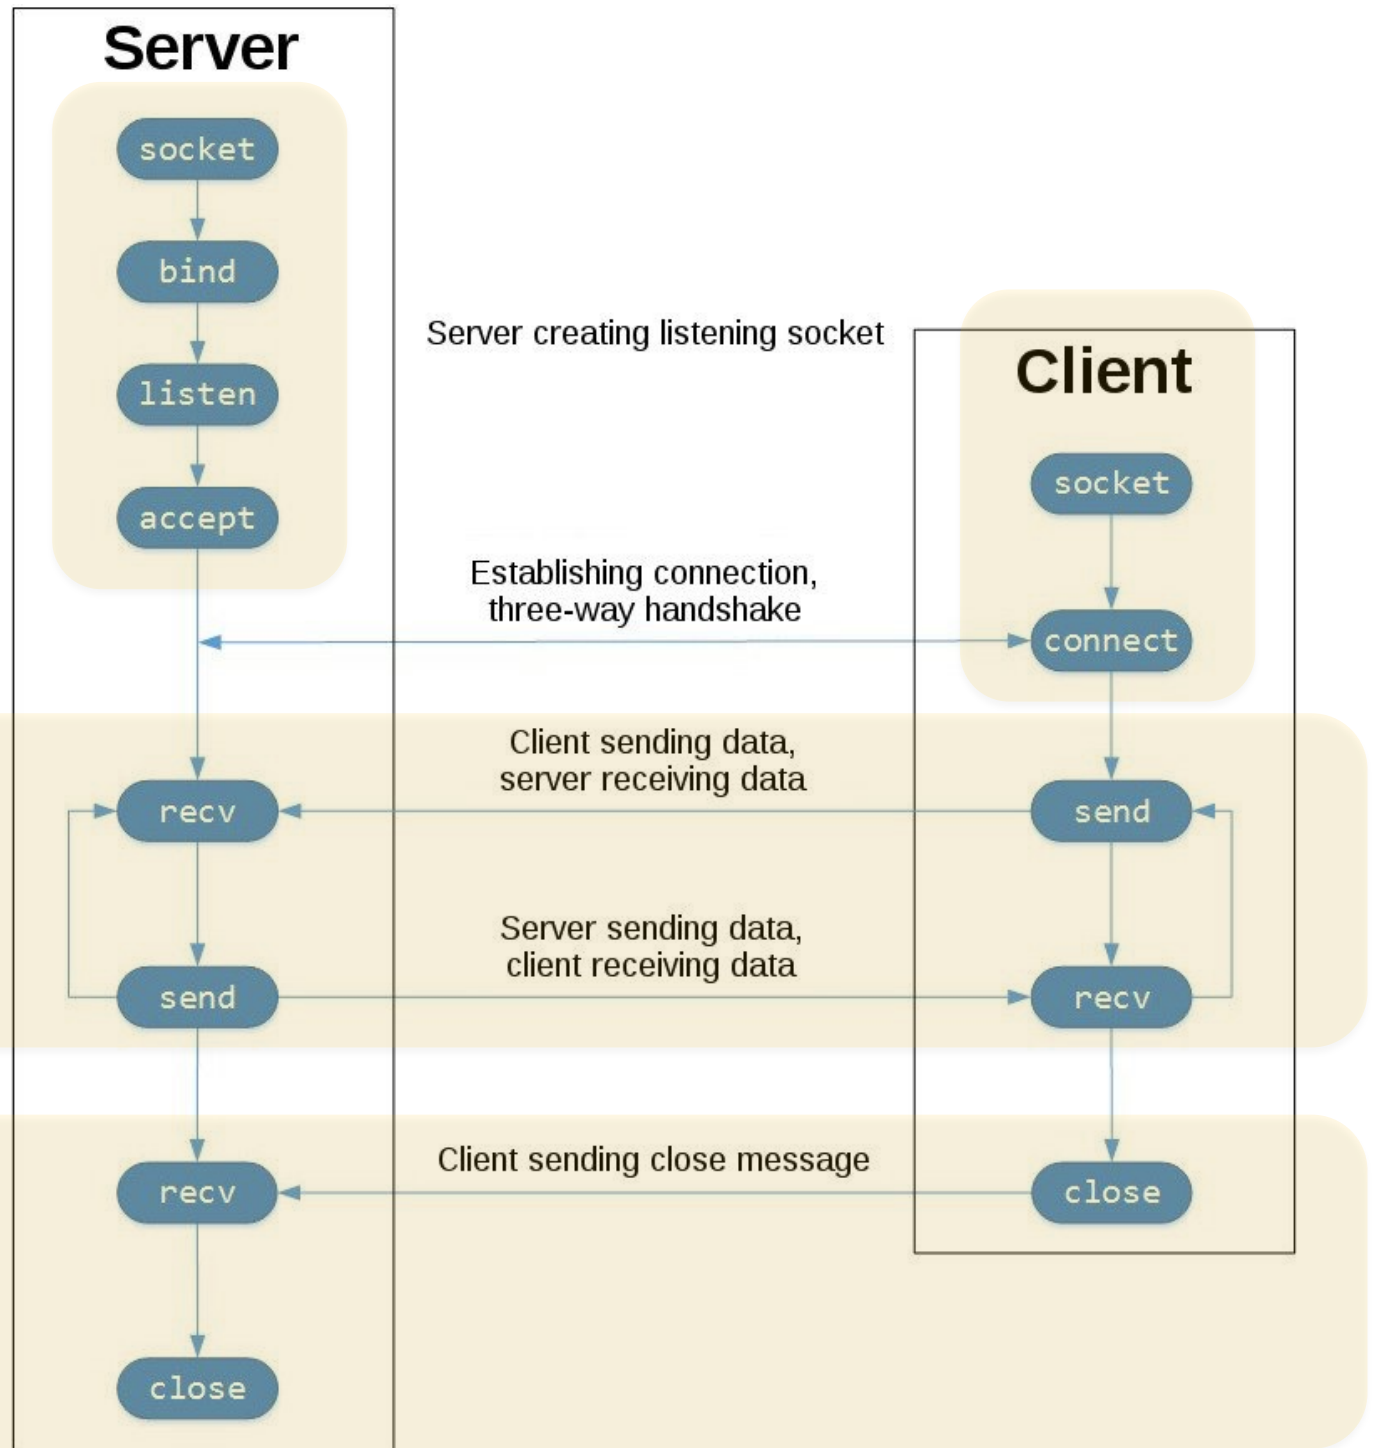 Server
socket
bind
Server creating listening socket
Client
listen
socket
accept
Establishing connection,
three-way handshake
connect
Client sending data,
server receiving data
recv
send
Server sending data,
client receiving data
send
recv
Client sending close message
recv
close
close